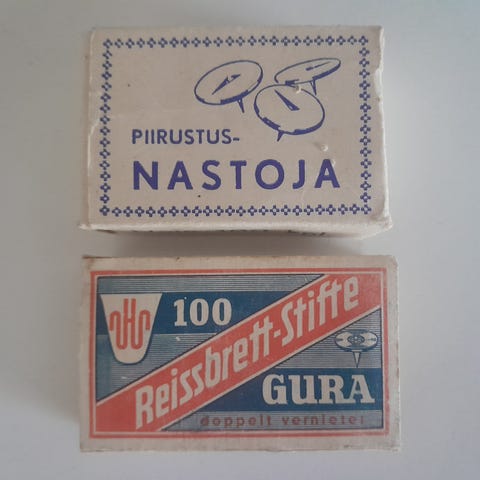 PIIRUSTUS-
NASTOJA
100
Reissbrett-Stifte
GURA
doppelt vernietet